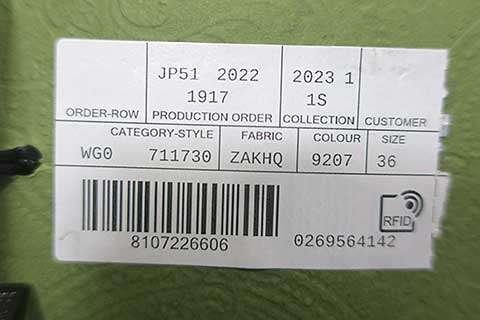 JP51 2022 2023 1
1917 1S
ORDER-ROW PRODUCTION ORDER COLLECTION CUSTOMER
CATEGORY-STYLE FABRIC COLOUR SIZE
WG0 711730 ZAKHQ 9207 36
RFID
8107226606 0269564142